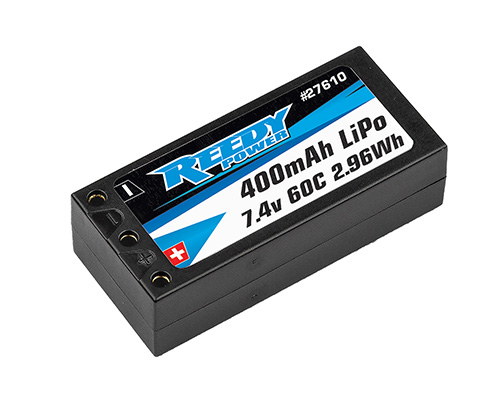 #27610
REEDY
POWER
400mAh LiPo
7.4v 60C 2.96Wh